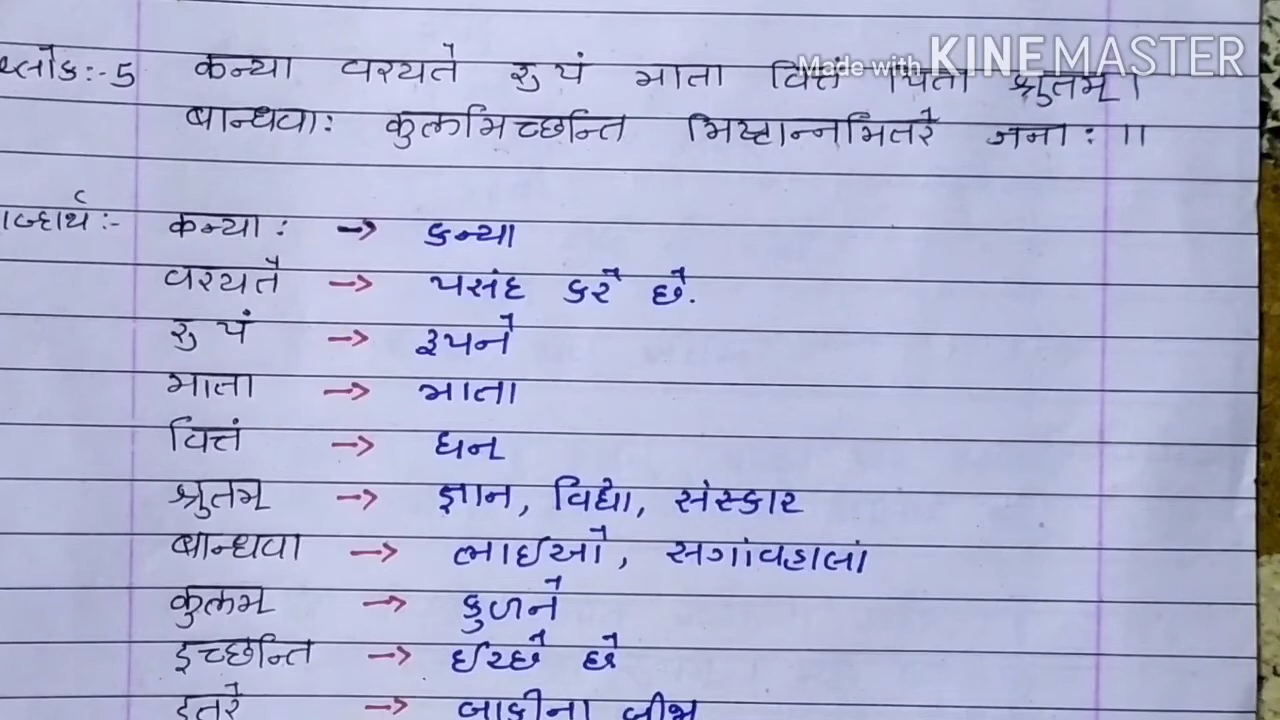 શ્લોક:-5 कन्या वरयते रुपं माता वित्तं पिता श्रुतम् ।
Made with KINEMASTER
बान्धवाः कुलमिच्छन्ति मिष्टान्नमितरे जनाः ॥
શબ્દાર્થ:- कन्याः → કન્યા
वरयते → પસંદ કરે છે.
रुपं → રૂપને
माता → માતા
वित्तं → ધન
श्रुतम् → જ્ઞાન, વિદ્યા, સંસ્કાર
बान्धवा → ભાઈઓ, સગાંવહાલાં
कुलम → કુળને
इच्छन्ति → ઈચ્છે છે
इतरे → બાકીના બીજા